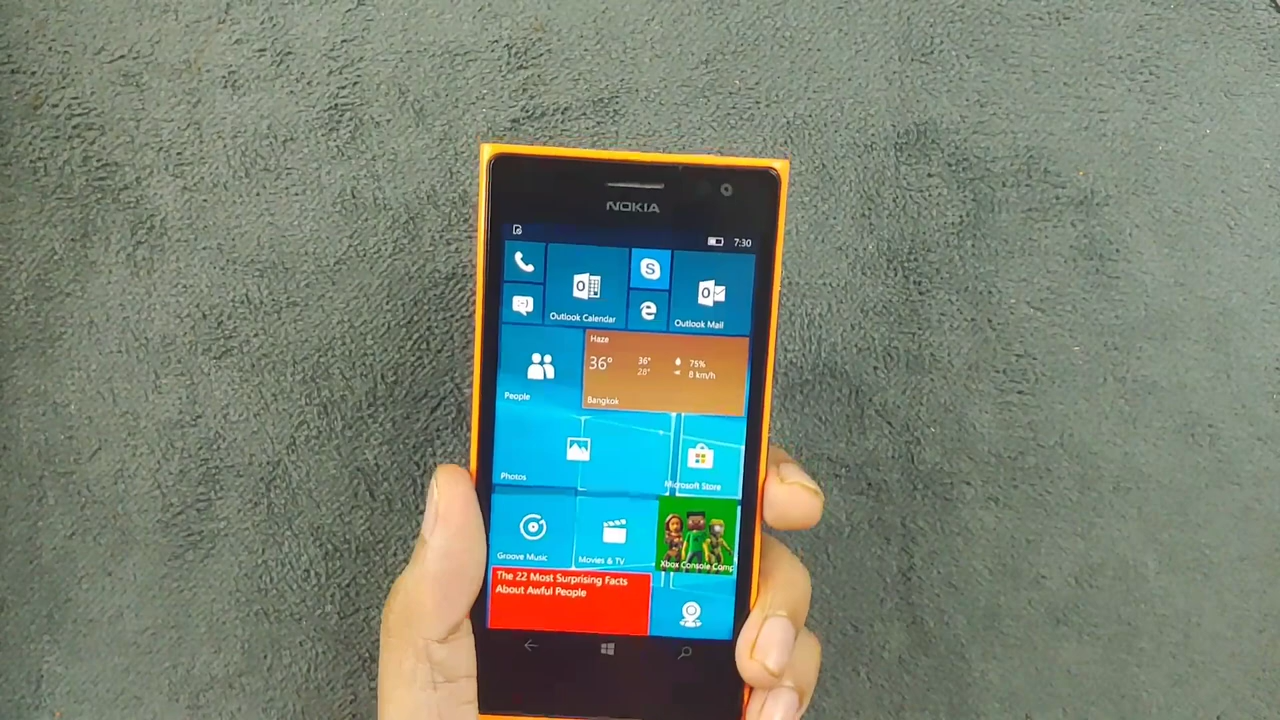 NOKIA
7:30
Outlook Calendar
Outlook Mail
People
Haze
36°
36°
28°
75%
8 km/h
Bangkok
Photos
Microsoft Store
Groove Music
Movies & TV
Xbox Console Comp
The 22 Most Surprising Facts
About Awful People